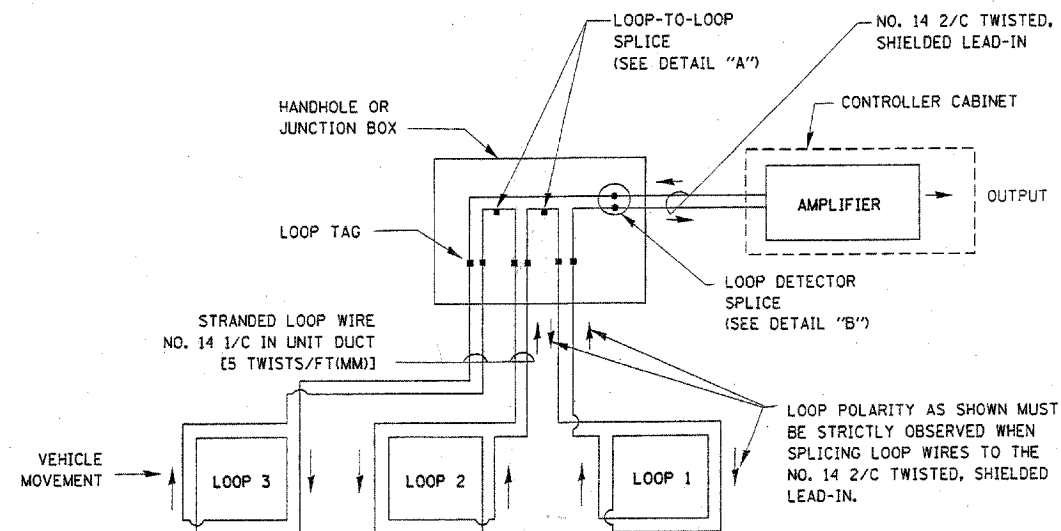 LOOP-TO-LOOP
SPLICE
(SEE DETAIL "A")
NO. 14 2/C TWISTED,
SHIELDED LEAD-IN
HANDHOLE OR
JUNCTION BOX
CONTROLLER CABINET
AMPLIFIER
OUTPUT
LOOP TAG
LOOP DETECTOR
SPLICE
(SEE DETAIL "B")
STRANDED LOOP WIRE
NO. 14 1/C IN UNIT DUCT
[5 TWISTS/FT(MM)]
LOOP POLARITY AS SHOWN MUST
BE STRICTLY OBSERVED WHEN
SPLICING LOOP WIRES TO THE
NO. 14 2/C TWISTED, SHIELDED
LEAD-IN.
VEHICLE
MOVEMENT
LOOP 3
LOOP 2
LOOP 1